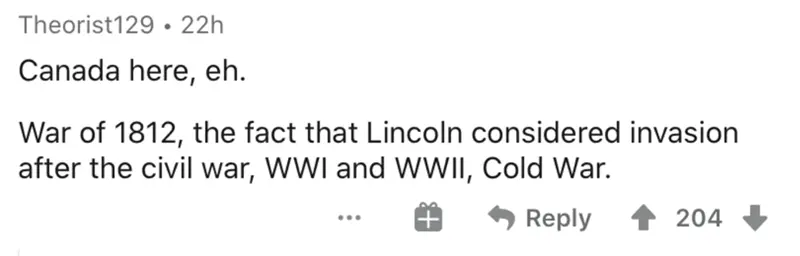 Theorist129 • 22h
Canada here, eh.
War of 1812, the fact that Lincoln considered invasion
after the civil war, WWI and WWII, Cold War.
... Reply 204